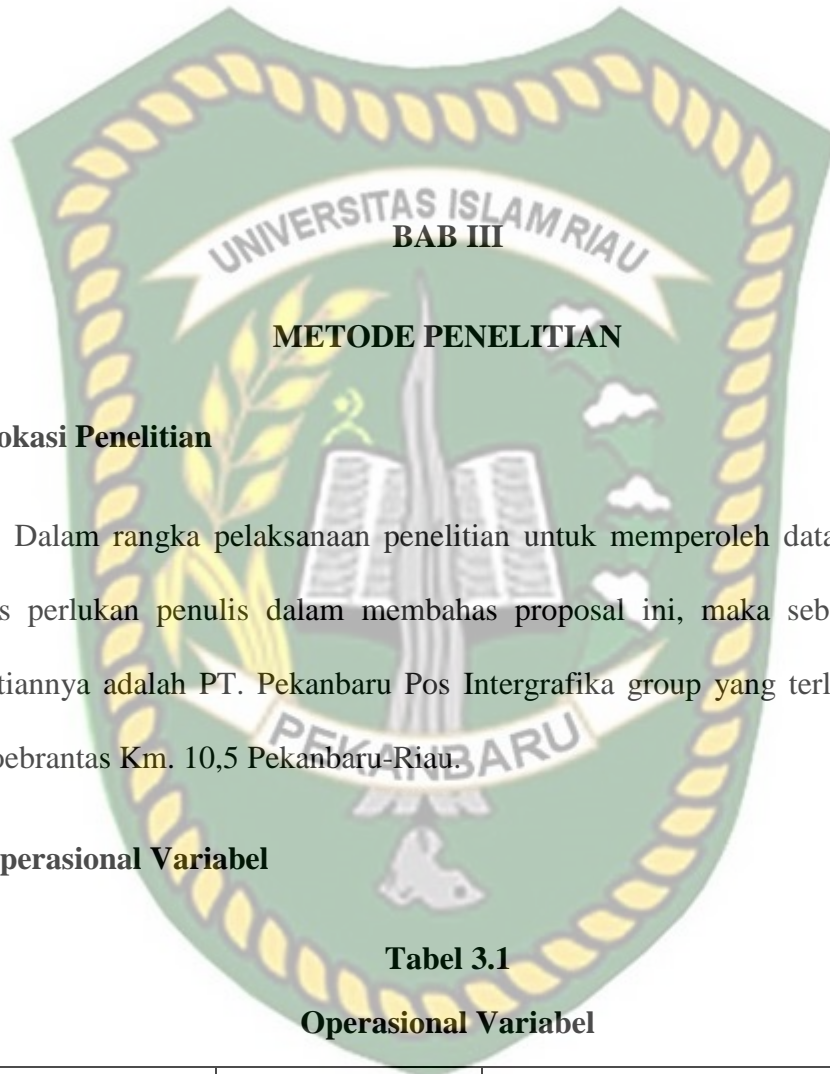 UNIVERSITAS ISLAM RIAU
BAB III
METODE PENELITIAN
okasi Penelitian
Dalam rangka pelaksanaan penelitian untuk memperoleh data
s perlukan penulis dalam membahas proposal ini, maka seb
tiannya adalah PT. Pekanbaru Pos Intergrafika group yang terl
oebrantas Km. 10,5 Pekanbaru-Riau.
PEKANBARU
perasional Variabel
Tabel 3.1
Operasional Variabel